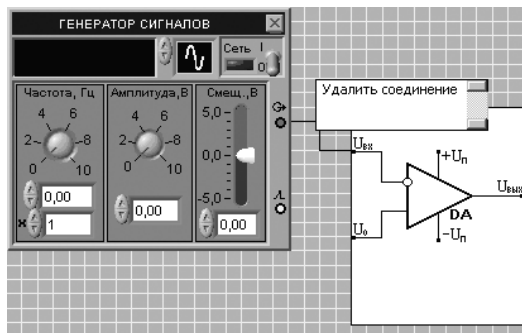 ГЕНЕРАТОР СИГНАЛОВ
Сеть
I
0
Частота, Гц
Амплитуда,В
Смещ.,В
4 6
2 8
0 10
0,00
× 1
4 6
2 8
0 10
0,00
5,0
0,0
-5,0
0,00
Удалить соединение
Uвх
+Uп
Uвых
DA
Uо
-Uп